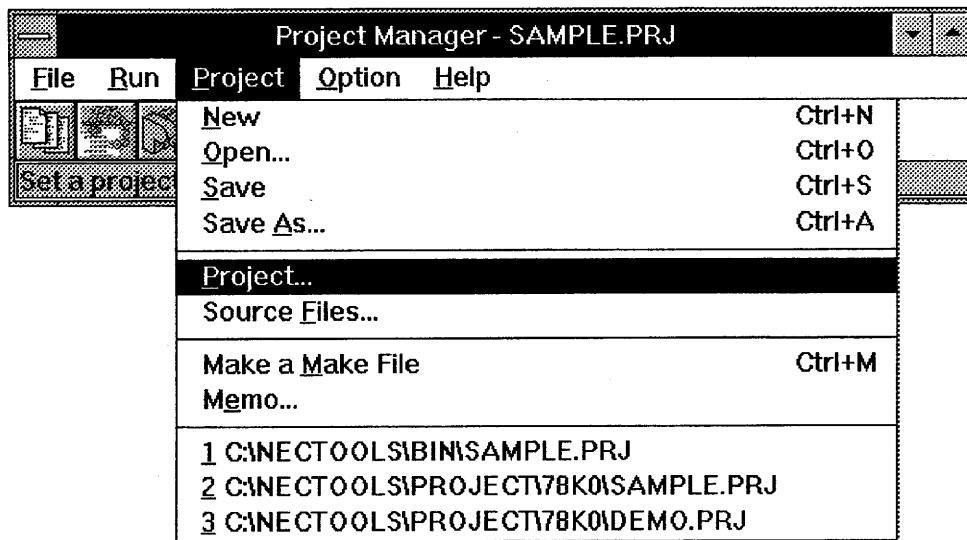 Project Manager - SAMPLE.PRJ
File Run Project Option Help
New Ctrl+N
Open... Ctrl+O
Set a project
Save Ctrl+S
Save As... Ctrl+A
Project...
Source Files...
Make a Make File Ctrl+M
Memo...
1 C:\NECTOOLS\BIN\SAMPLE.PRJ
2 C:\NECTOOLS\PROJECT\78K0\SAMPLE.PRJ
3 C:\NECTOOLS\PROJECT\78K0\DEMO.PRJ